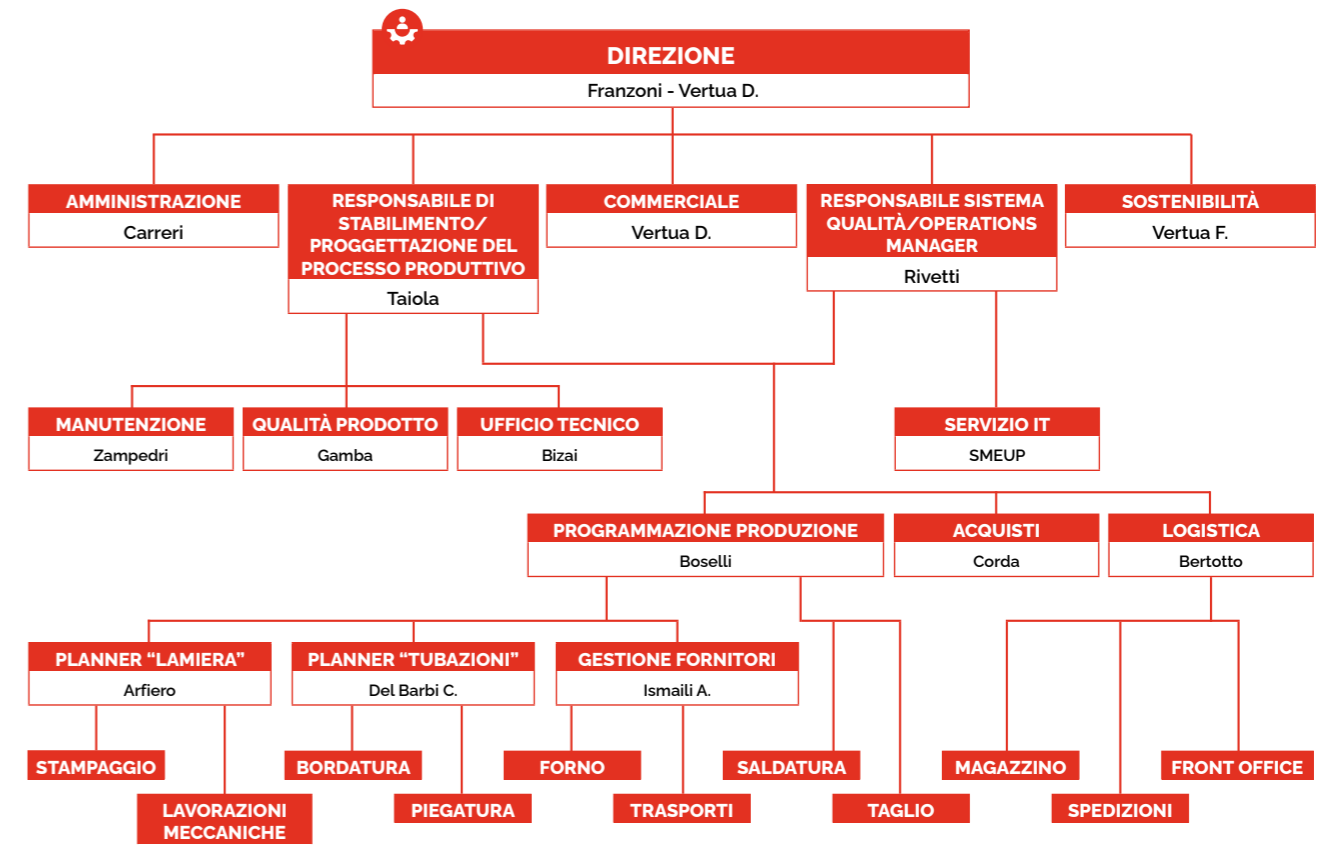 DIREZIONE
Franzoni - Vertua D.
AMMINISTRAZIONE
Carreri
RESPONSABILE DI
STABILIMENTO/
PROGGETTAZIONE DEL
PROCESSO PRODUTTIVO
Taiola
COMMERCIALE
Vertua D.
RESPONSABILE SISTEMA
QUALITÀ/OPERATIONS
MANAGER
Rivetti
SOSTENIBILITÀ
Vertua F.
MANUTENZIONE
Zampedri
QUALITÀ PRODOTTO
Gamba
UFFICIO TECNICO
Bizai
SERVIZIO IT
SMEUP
PROGRAMMAZIONE PRODUZIONE
Boselli
ACQUISTI
Corda
LOGISTICA
Bertotto
PLANNER “LAMIERA”
Arfiero
PLANNER “TUBAZIONI”
Del Barbi C.
GESTIONE FORNITORI
Ismaili A.
STAMPAGGIO
LAVORAZIONI
MECCANICHE
BORDATURA
PIEGATURA
FORNO
TRASPORTI
SALDATURA
TAGLIO
MAGAZZINO
SPEDIZIONI
FRONT OFFICE